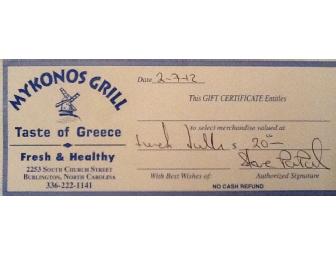 MYKONOS GRILL
Taste of Greece
Fresh & Healthy
2253 SOUTH CHURCH STREET
BURLINGTON, NORTH CAROLINA
336-222-1141
Date 2-7-12
This GIFT CERTIFICATE Entitles
to select merchandise valued at
$ 20
Steve
With Best Wishes of:
Authorized Signature
NO CASH REFUND